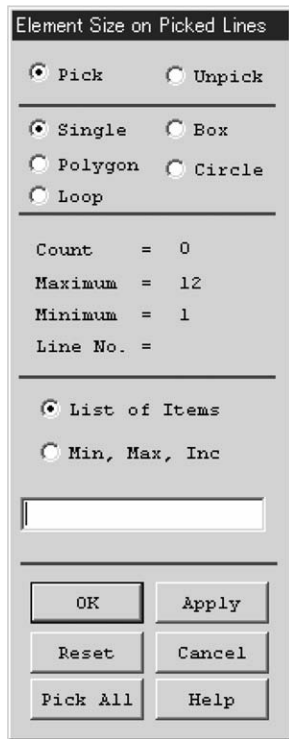 Element Size on Picked Lines
Pick Unpick
Single Box
Polygon Circle
Loop
Count = 0
Maximum = 12
Minimum = 1
Line No. =
List of Items
Min, Max, Inc
OK Apply
Reset Cancel
Pick All Help